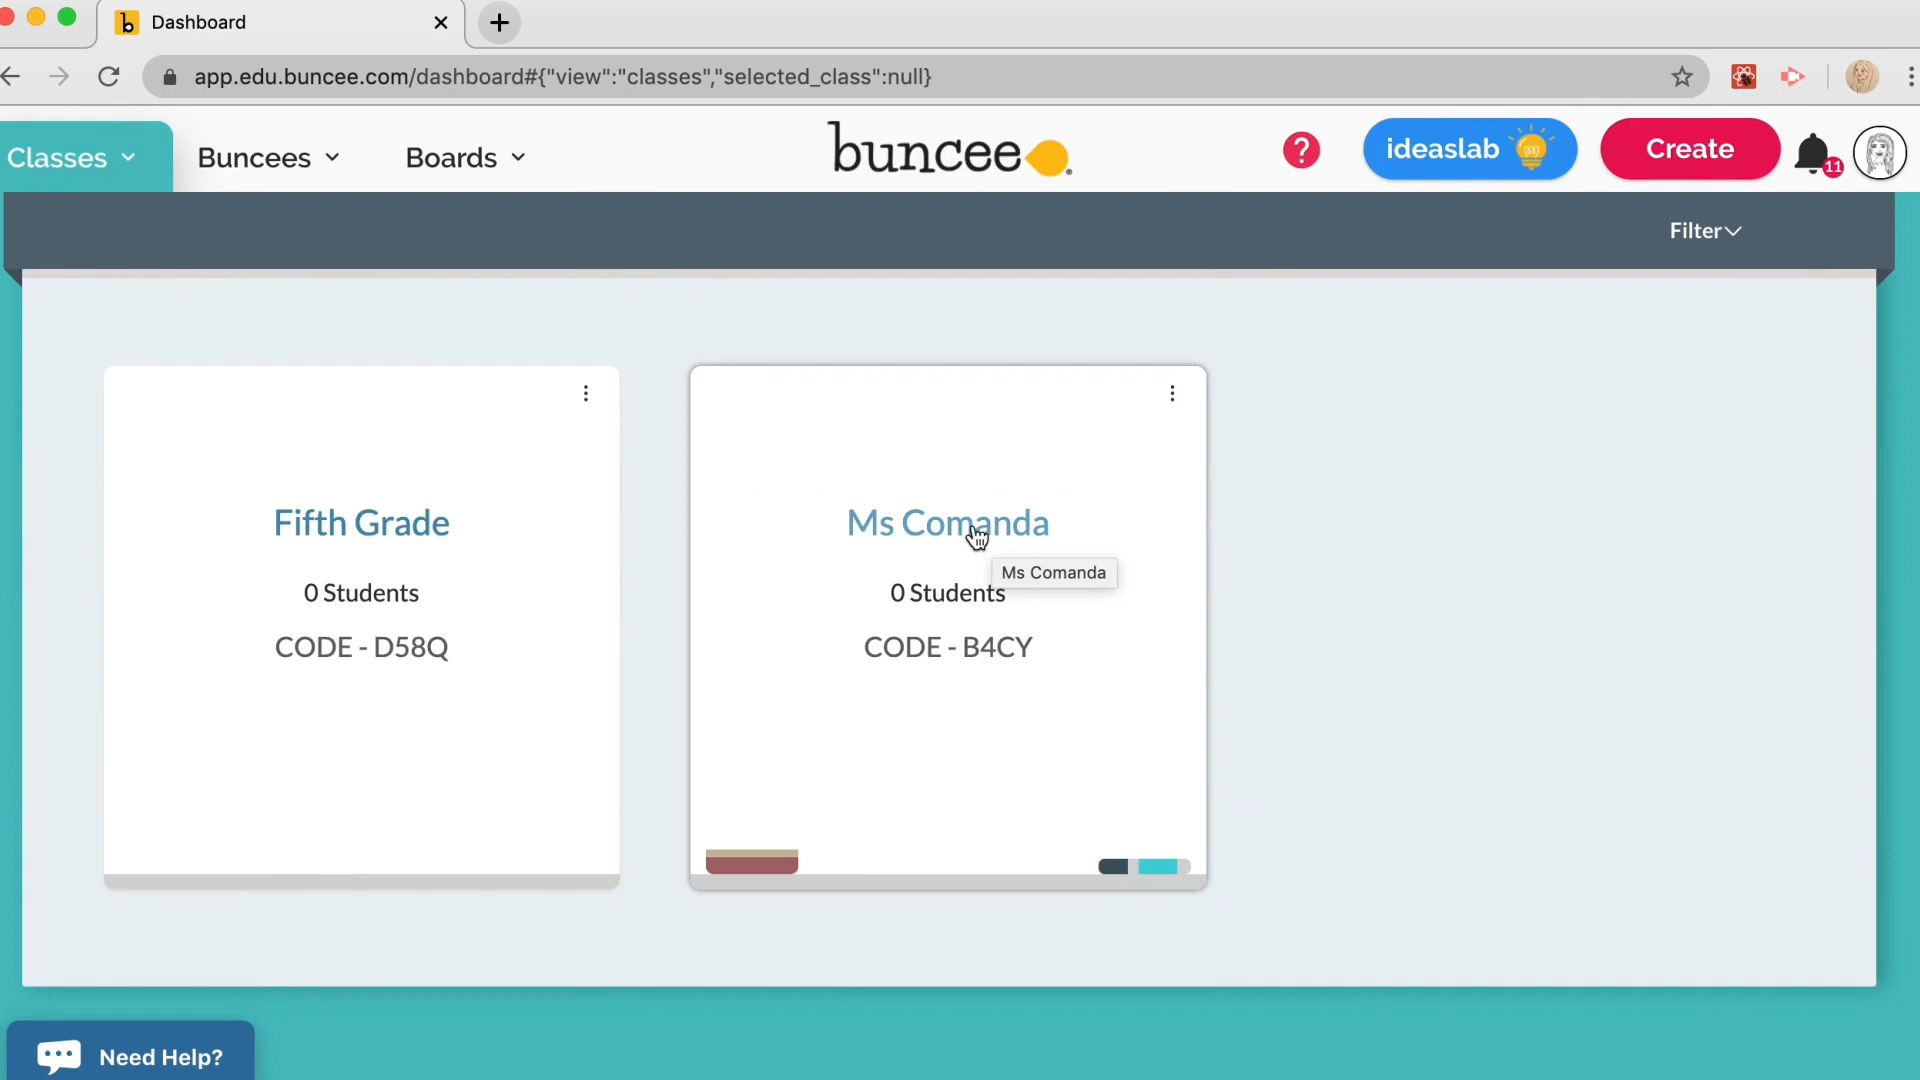 Dashboard
app.edu.buncee.com/dashboard#{"view":"classes","selected_class":null}
Classes
Buncees
Boards
buncee
?
ideaslab
Create
11
Filter
Fifth Grade
0 Students
CODE - D58Q
Ms Comanda
Ms Comanda
0 Students
CODE - B4CY
Need Help?